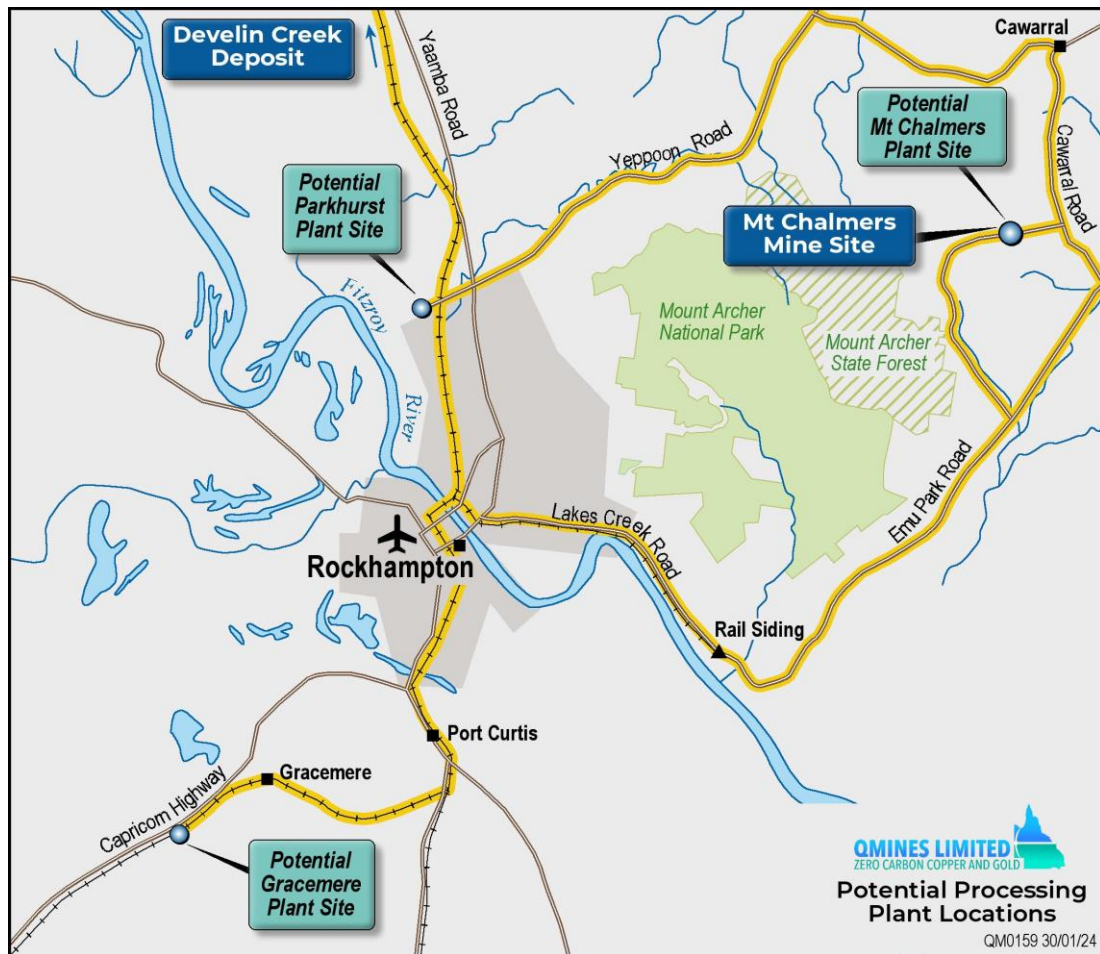 Develin Creek
Deposit
Yaamba Road
Cawarral
Potential
Mt Chalmers
Plant Site
Yeppoon Road
Cawarral Road
Potential
Parkhurst
Plant Site
Mt Chalmers
Mine Site
Fitzroy
River
Mount Archer
National Park
Mount Archer
State Forest
Lakes Creek Road
Emu Park Road
Rockhampton
Rail Siding
Port Curtis
Gracemere
Capricorn Highway
Potential
Gracemere
Plant Site
QMINES LIMITED
ZERO CARBON COPPER AND GOLD
Potential Processing
Plant Locations
QM0159 30/01/24